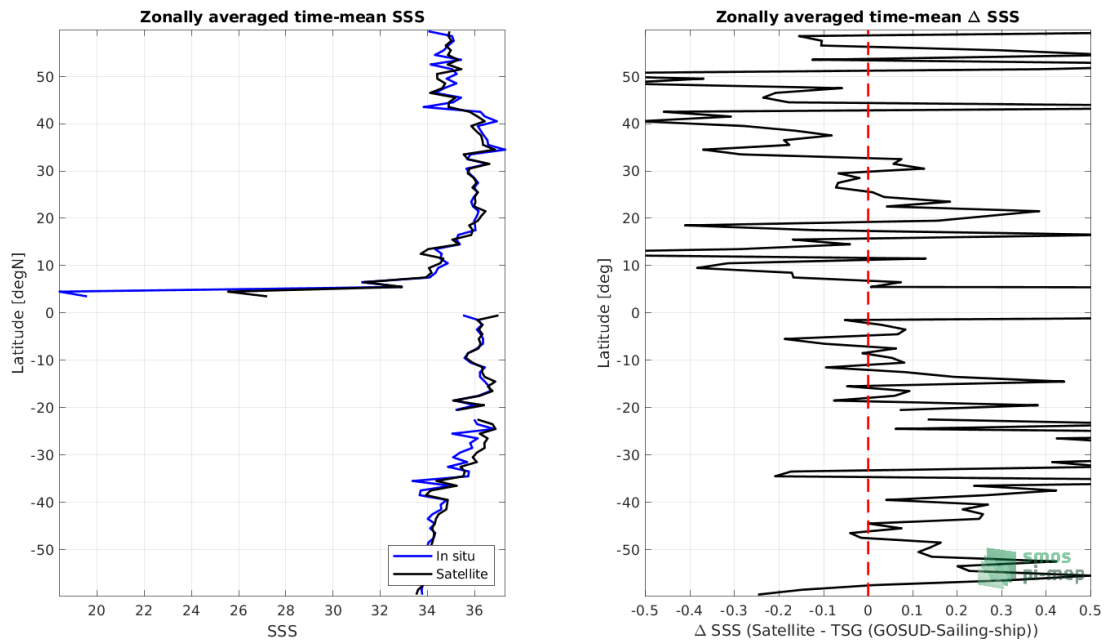 Zonally averaged time-mean SSS
50
40
30
20
10
0
-10
-20
-30
-40
-50
Latitude [degN]
20 22 24 26 28 30 32 34 36
SSS
In situ
Satellite
Zonally averaged time-mean Δ SSS
50
40
30
20
10
0
-10
-20
-30
-40
-50
Latitude [deg]
-0.5 -0.4 -0.3 -0.2 -0.1 0 0.1 0.2 0.3 0.4 0.5
Δ SSS (Satellite - TSG (GOSUD-Sailing-ship))
smos
pi-mep